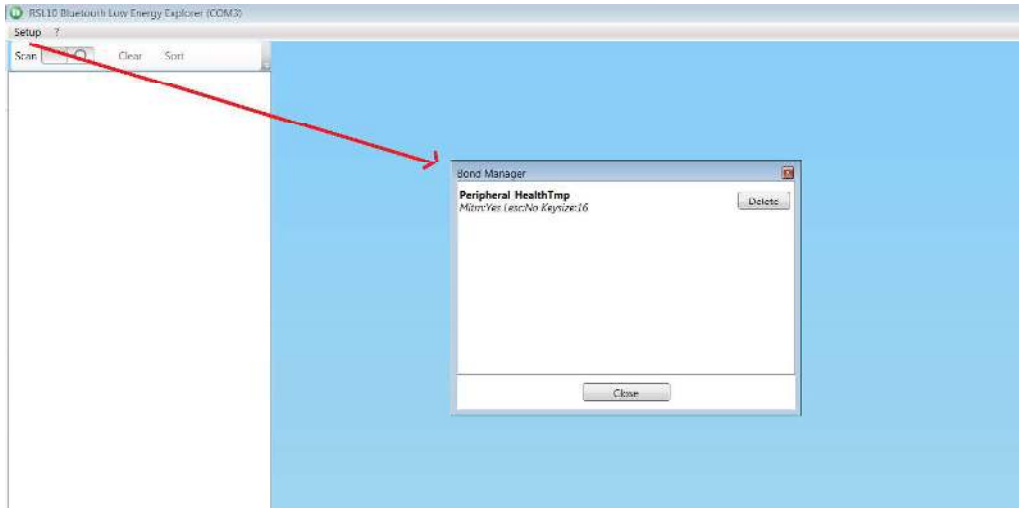 RSL10 Bluetooth Low Energy Explorer (COM3)
Setup ?
Scan Clear Sort
Bond Manager
Peripheral HealthTmp
Mitm:Yes Lesc:No Keysize:16
Delete
Close